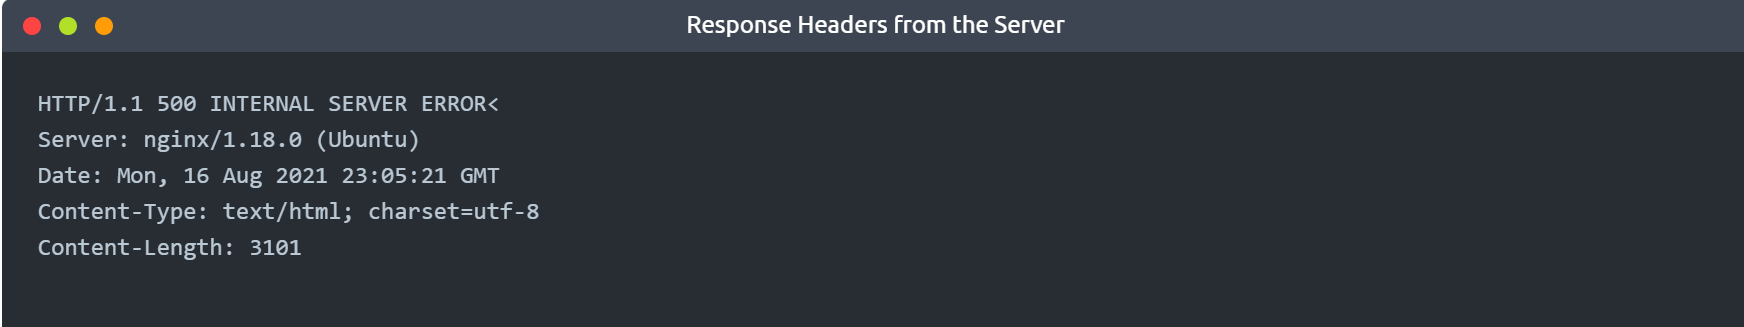 Response Headers from the Server
HTTP/1.1 500 INTERNAL SERVER ERROR<
Server: nginx/1.18.0 (Ubuntu)
Date: Mon, 16 Aug 2021 23:05:21 GMT
Content-Type: text/html; charset=utf-8
Content-Length: 3101